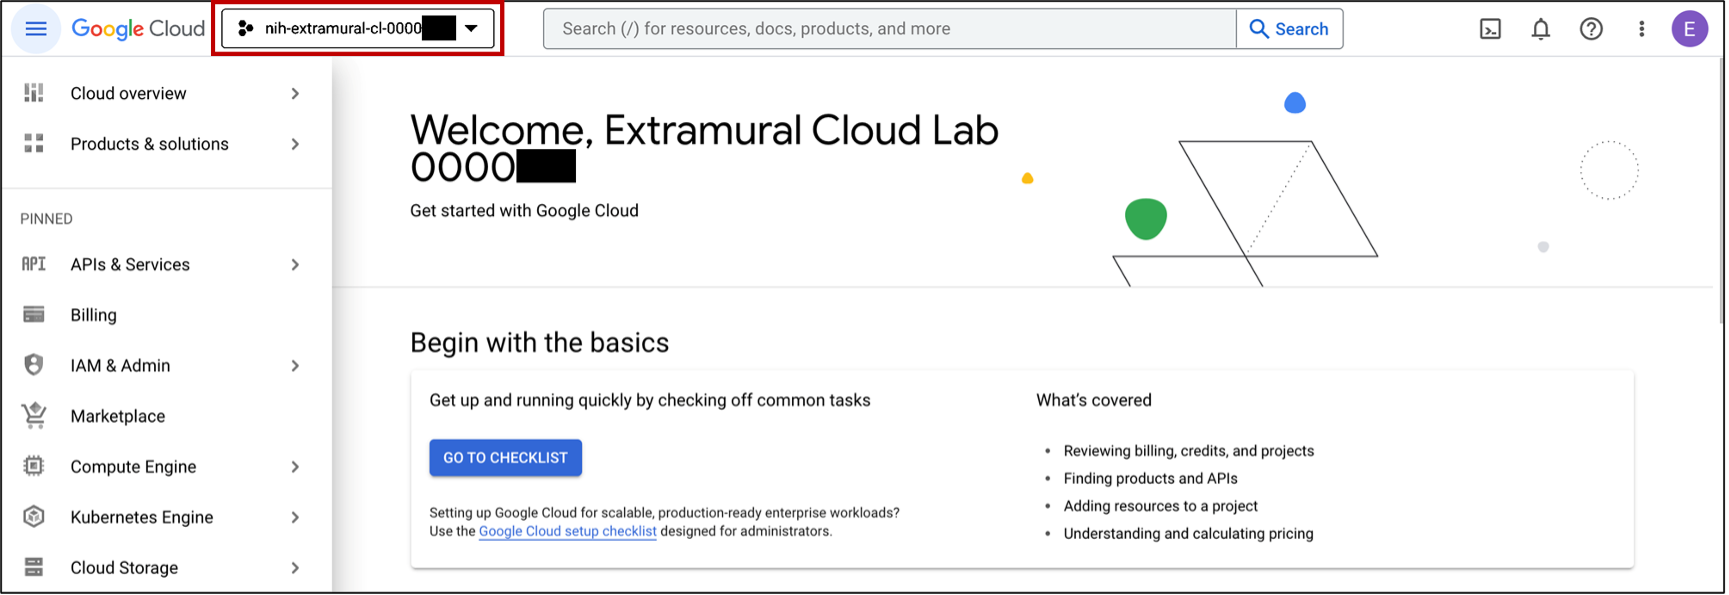 Google Cloud
nih-extramural-cl-0000
Search (/) for resources, docs, products, and more
Search
E
Cloud overview
Products & solutions
PINNED
API APIs & Services
Billing
IAM & Admin
Marketplace
Compute Engine
Kubernetes Engine
Cloud Storage
Welcome, Extramural Cloud Lab
0000
Get started with Google Cloud
Begin with the basics
Get up and running quickly by checking off common tasks
GO TO CHECKLIST
Setting up Google Cloud for scalable, production-ready enterprise workloads?
Use the Google Cloud setup checklist designed for administrators.
What's covered
• Reviewing billing, credits, and projects
• Finding products and APIs
• Adding resources to a project
• Understanding and calculating pricing